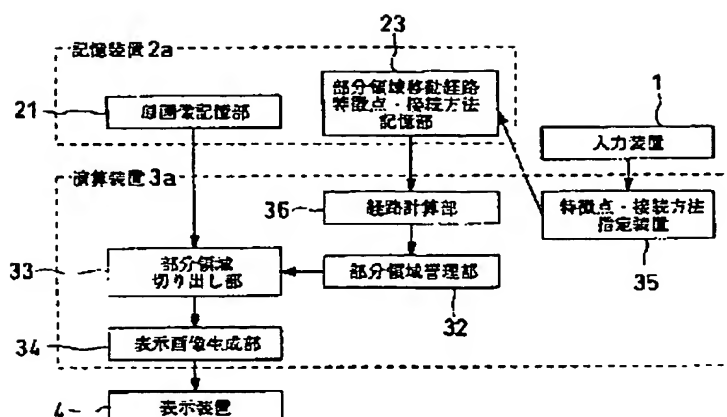 記憶装置2a
23
部分領域移動経路
特徴点・接続方法
記憶部
21
原画像記憶部
1
入力装置
演算装置3a
36
経路計算部
特徴点・接続方法
指定装置
35
33
部分領域
切り出し部
部分領域管理部
32
34
表示画像生成部
4
表示装置